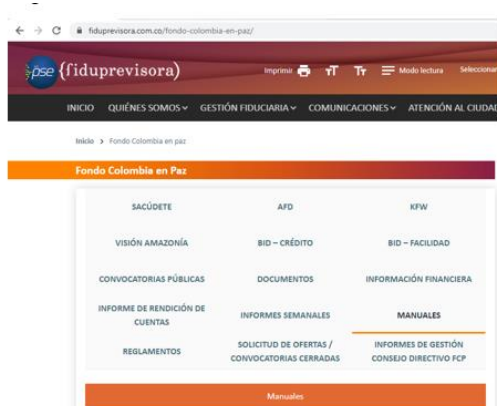 fiduprevisora.com.co/fondo-colombia-en-paz/
pse {fiduprevisora) Imprimir Modo lectura Seleccionar
INICIO QUIÉNES SOMOS GESTIÓN FIDUCIARIA COMUNICACIONES ATENCIÓN AL CIUDAD
Inicio > Fondo Colombia en paz
Fondo Colombia en Paz
SACÚDETE AFD KFW
VISIÓN AMAZONÍA BID – CRÉDITO BID – FACILIDAD
CONVOCATORIAS PÚBLICAS DOCUMENTOS INFORMACIÓN FINANCIERA
INFORME DE RENDICIÓN DE CUENTAS INFORMES SEMANALES MANUALES
REGLAMENTOS SOLICITUD DE OFERTAS / CONVOCATORIAS CERRADAS INFORMES DE GESTIÓN CONSEJO DIRECTIVO FCP
Manuales